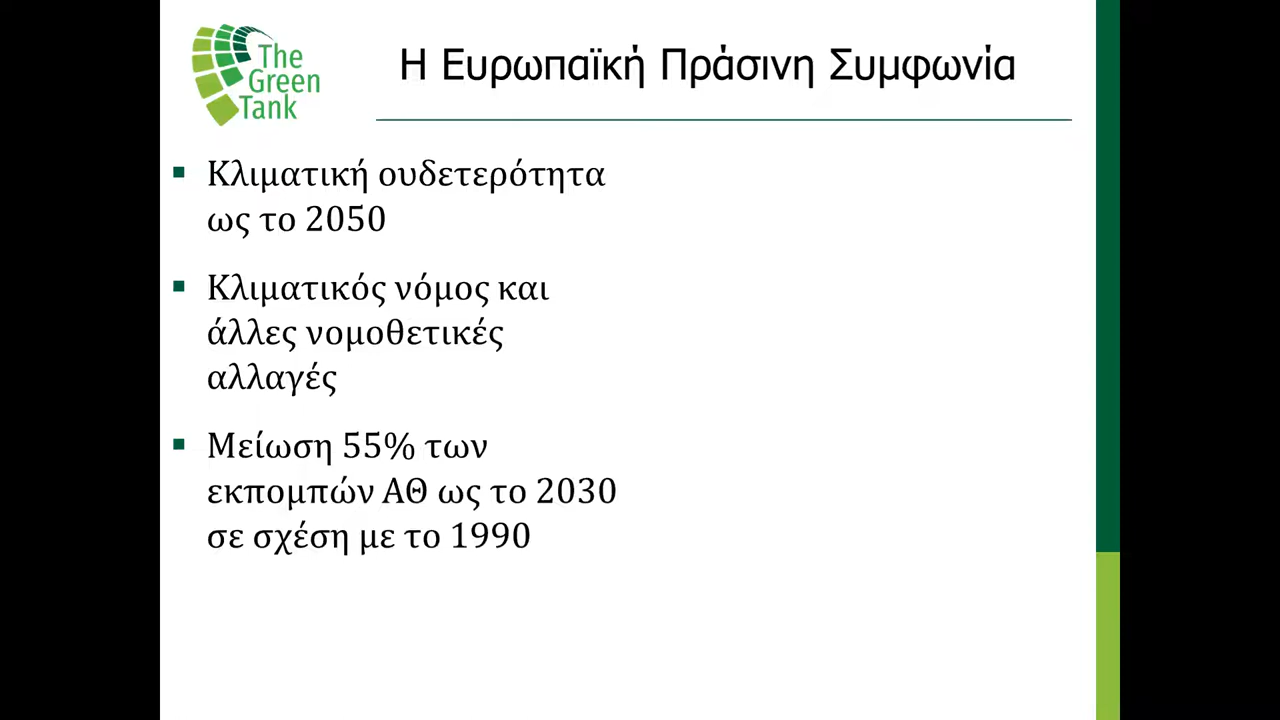 The
Green
Tank
Η Ευρωπαϊκή Πράσινη Συμφωνία
▪ Κλιματική ουδετερότητα
ως το 2050
▪ Κλιματικός νόμος και
άλλες νομοθετικές
αλλαγές
▪ Μείωση 55% των
εκπομπών ΑΘ ως το 2030
σε σχέση με το 1990